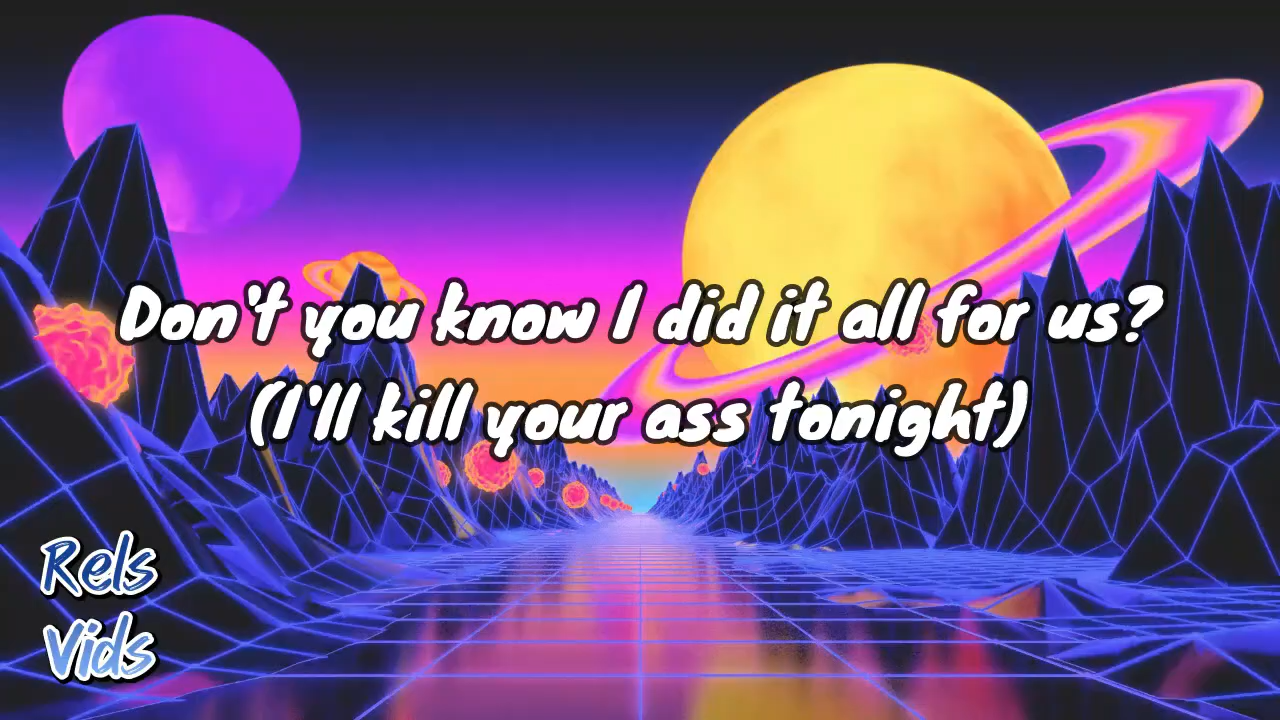 Don't you know I did it all for us?
(I'll kill your ass tonight)
Rels
Vids